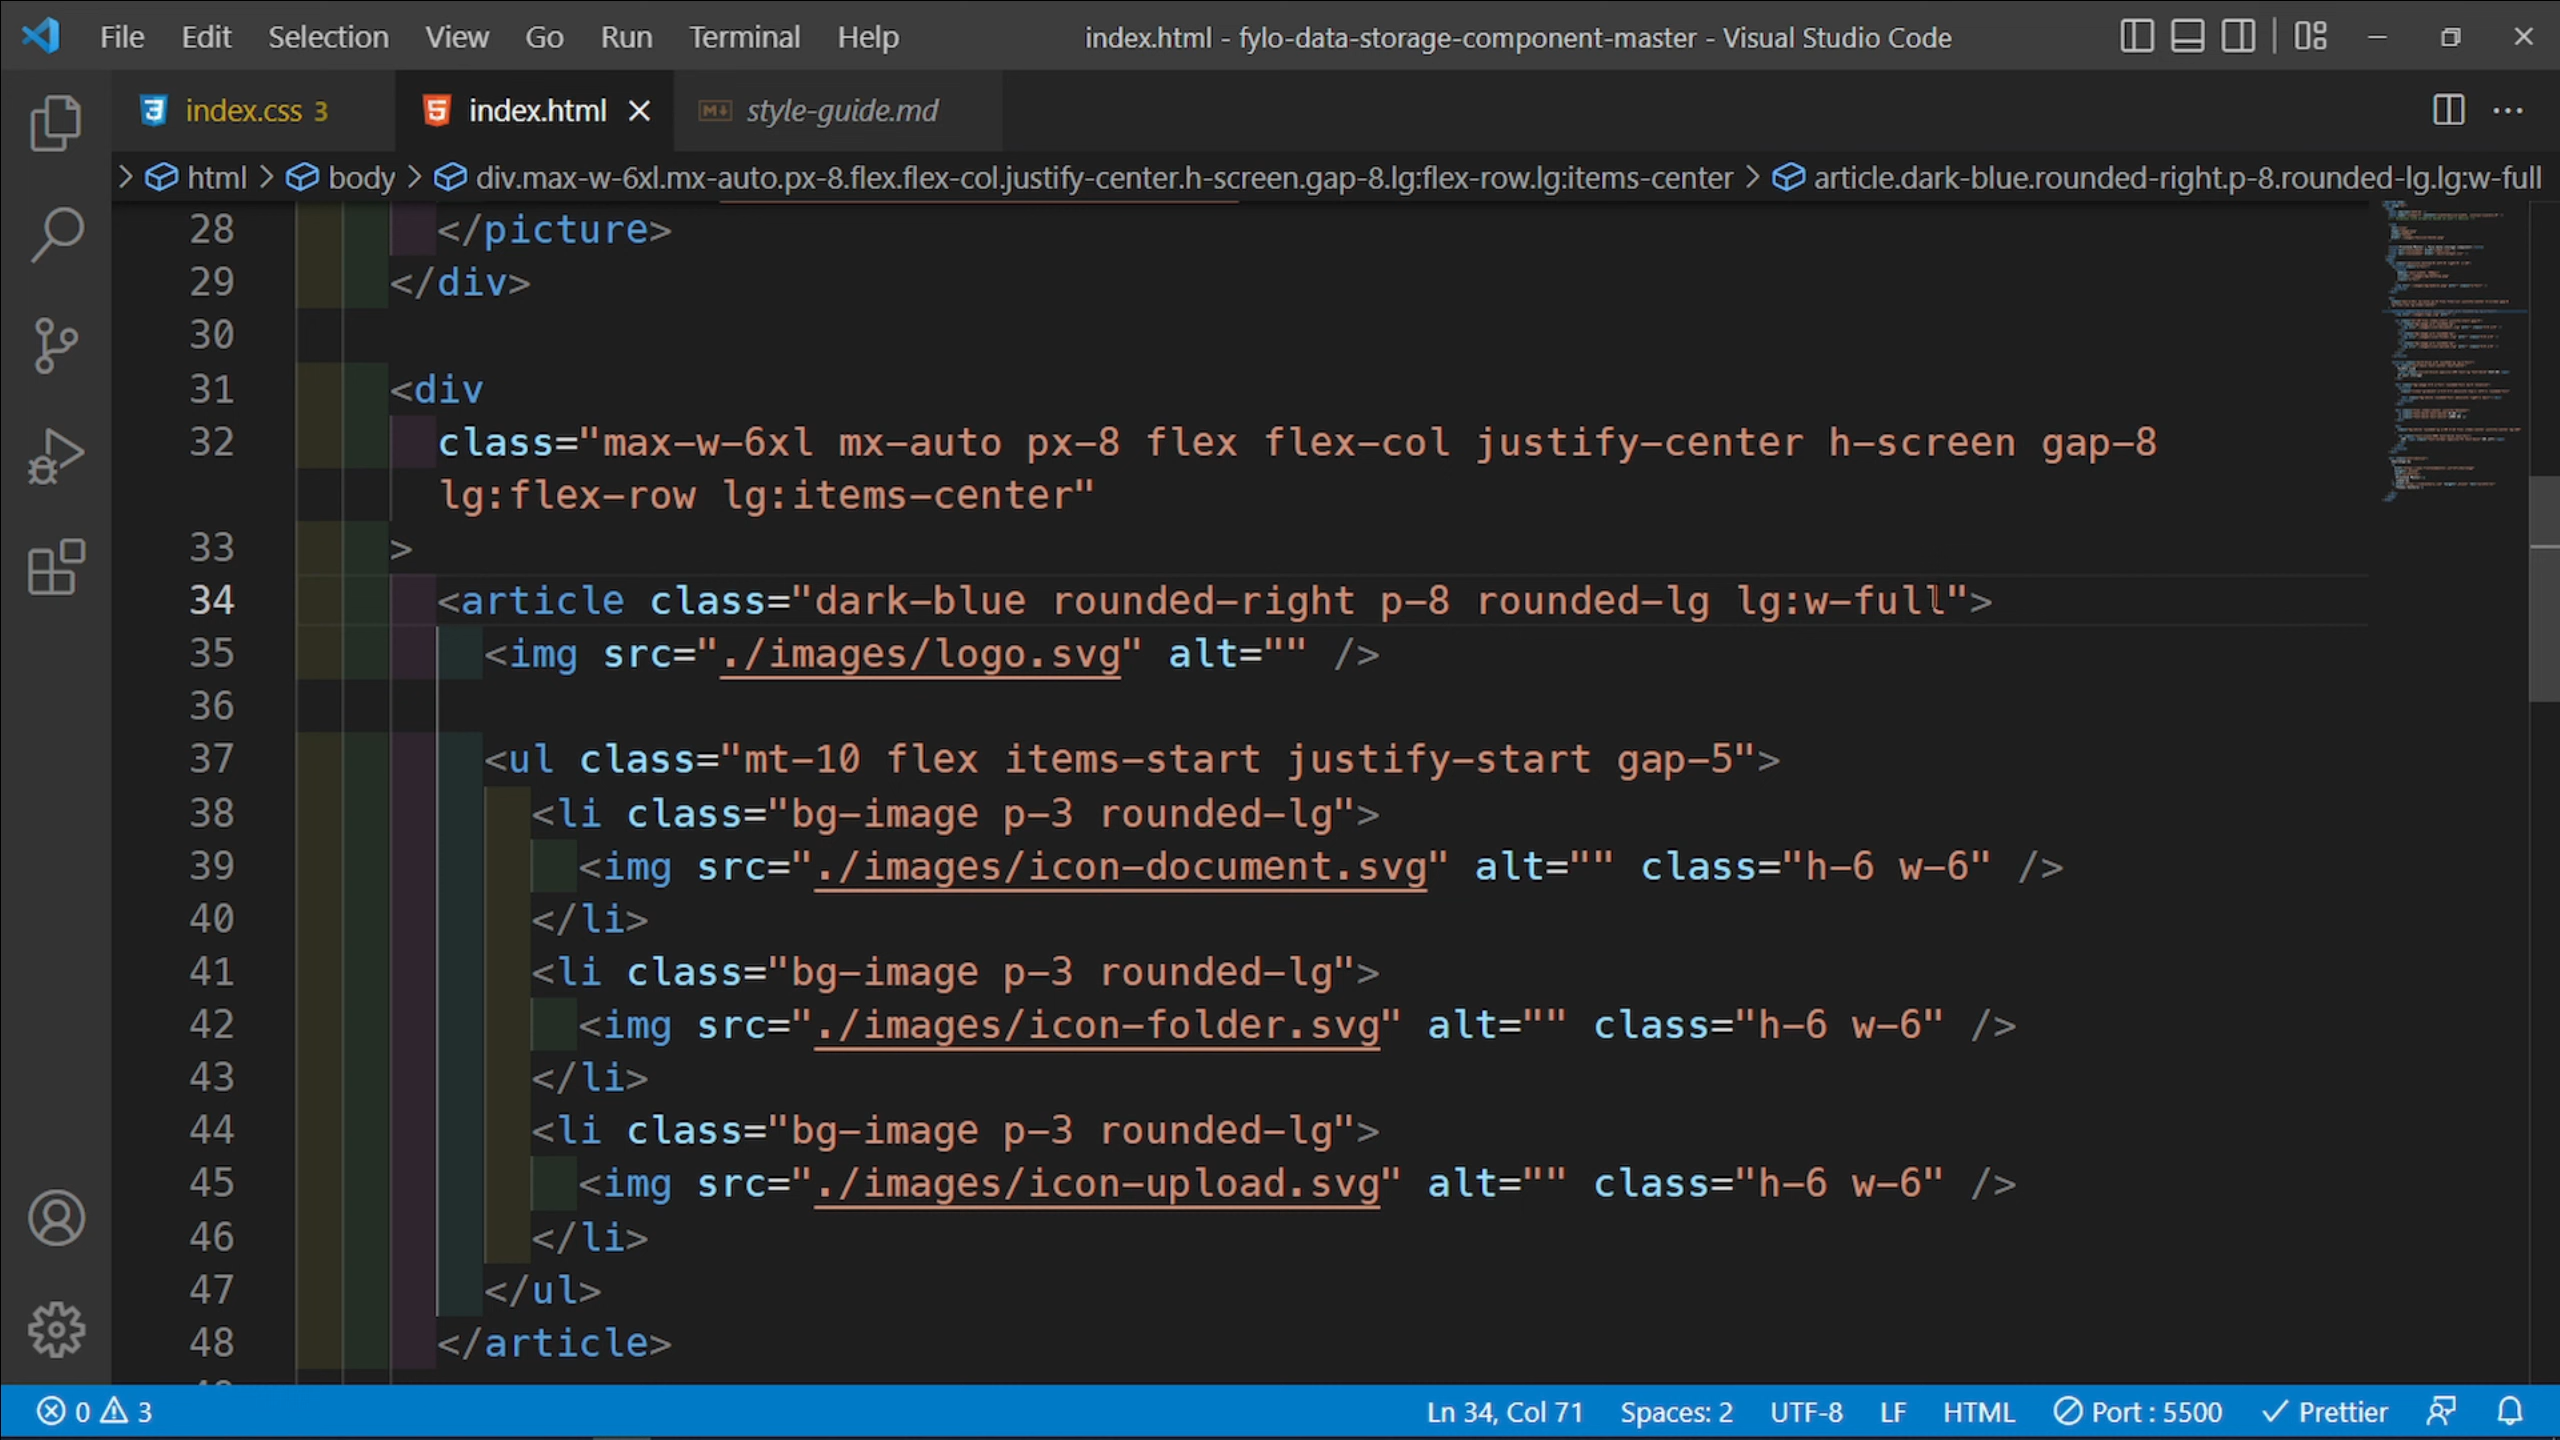 File Edit Selection View Go Run Terminal Help index.html - fylo-data-storage-component-master - Visual Studio Code
index.css 3 index.html style-guide.md
html > body > div.max-w-6xl.mx-auto.px-8.flex.flex-col.justify-center.h-screen.gap-8.lg:flex-row.lg:items-center > article.dark-blue.rounded-right.p-8.rounded-lg.lg:w-full
28 </picture>
29 </div>
30
31 <div
32 class="max-w-6xl mx-auto px-8 flex flex-col justify-center h-screen gap-8
lg:flex-row lg:items-center"
33 >
34 <article class="dark-blue rounded-right p-8 rounded-lg lg:w-full">
35 <img src="./images/logo.svg" alt="" />
36
37 <ul class="mt-10 flex items-start justify-start gap-5">
38 <li class="bg-image p-3 rounded-lg">
39 <img src="./images/icon-document.svg" alt="" class="h-6 w-6" />
40 </li>
41 <li class="bg-image p-3 rounded-lg">
42 <img src="./images/icon-folder.svg" alt="" class="h-6 w-6" />
43 </li>
44 <li class="bg-image p-3 rounded-lg">
45 <img src="./images/icon-upload.svg" alt="" class="h-6 w-6" />
46 </li>
47 </ul>
48 </article>
0 3 Ln 34, Col 71 Spaces: 2 UTF-8 LF HTML Port : 5500 Prettier